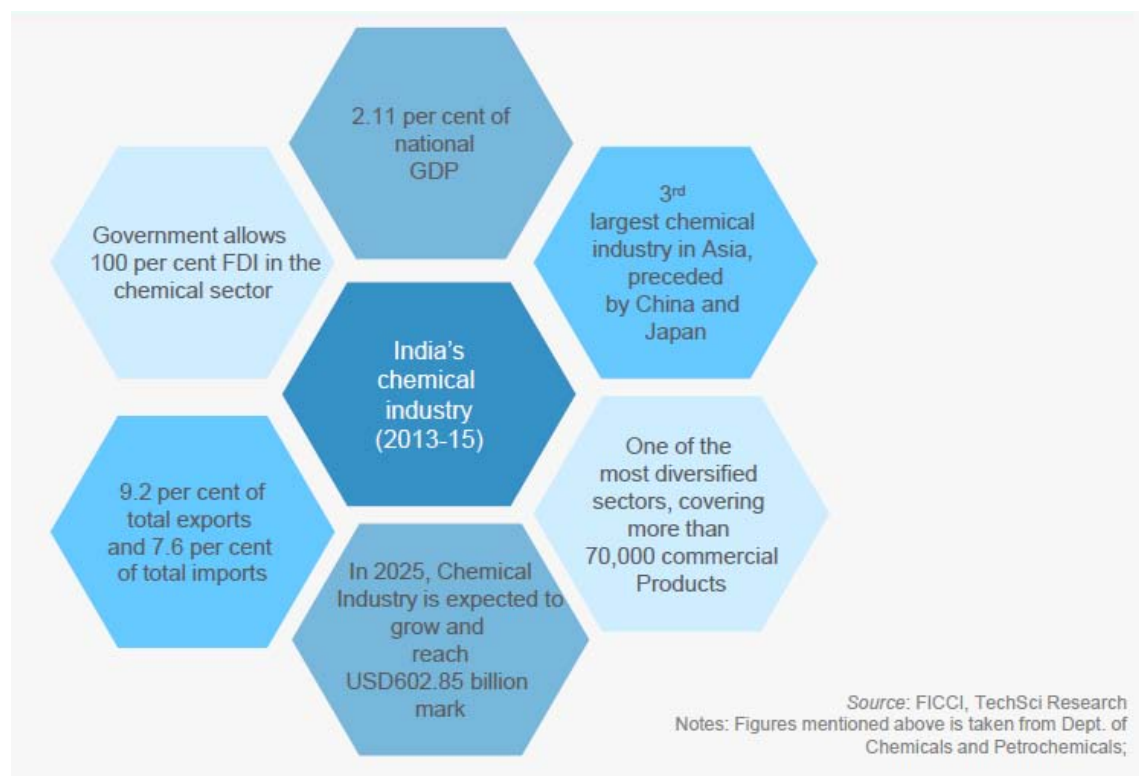 2.11 per cent of
national
GDP
3rd
largest chemical
industry in Asia,
preceded
by China and
Japan
Government allows
100 per cent FDI in the
chemical sector
India's
chemical
industry
(2013-15)
One of the
most diversified
sectors, covering
more than
70,000 commercial
Products
9.2 per cent of
total exports
and 7.6 per cent
of total imports
In 2025, Chemical
Industry is expected to
grow and
reach
USD602.85 billion
mark
Source: FICCI, TechSci Research
Notes: Figures mentioned above is taken from Dept. of
Chemicals and Petrochemicals;